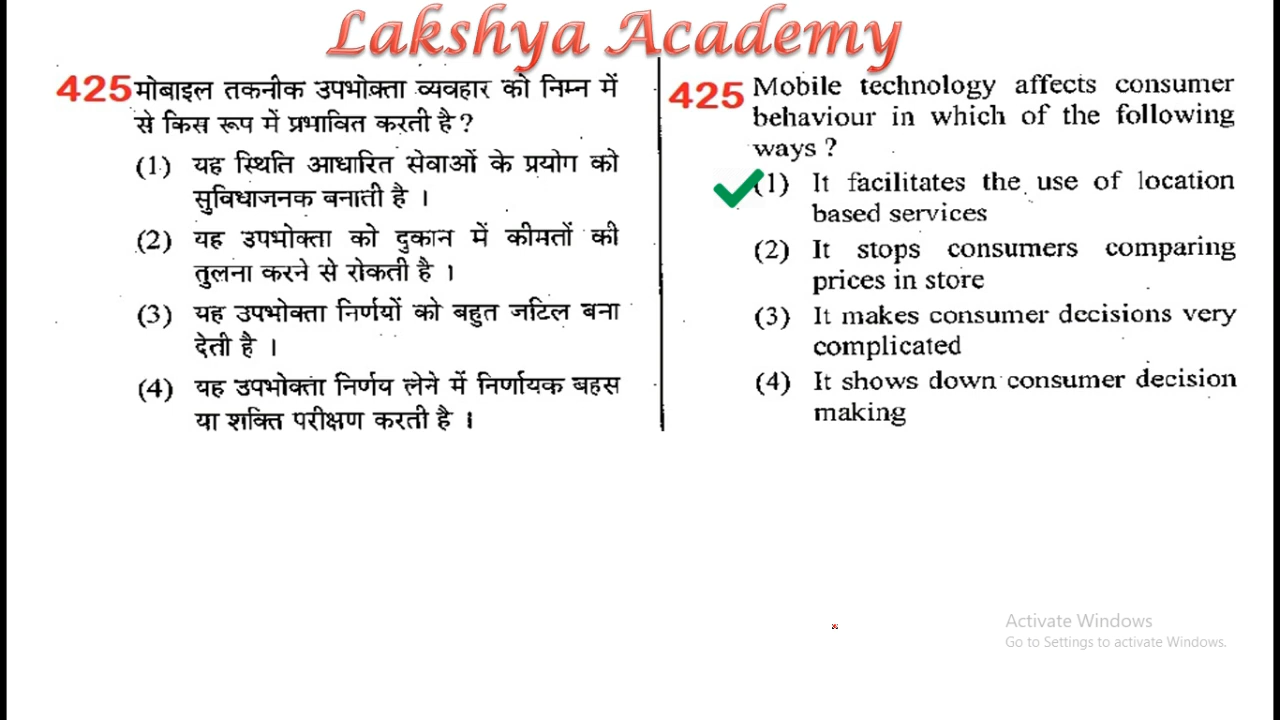 Lakshya Academy
425 मोबाइल तकनीक उपभोक्ता व्यवहार को निम्न में
से किस रूप में प्रभावित करती है?
(1) यह स्थिति आधारित सेवाओं के प्रयोग को
सुविधाजनक बनाती है ।
(2) यह उपभोक्ता को दुकान में कीमतों की
तुलना करने से रोकती है ।
(3) यह उपभोक्ता निर्णयों को बहुत जटिल बना
देती है ।
(4) यह उपभोक्ता निर्णय लेने में निर्णायक बहस
या शक्ति परीक्षण करती है ।
425 Mobile technology affects consumer
behaviour in which of the following
ways ?
(1) It facilitates the use of location
based services
(2) It stops consumers comparing
prices in store
(3) It makes consumer decisions very
complicated
(4) It shows down consumer decision
making
Activate Windows
Go to Settings to activate Windows.